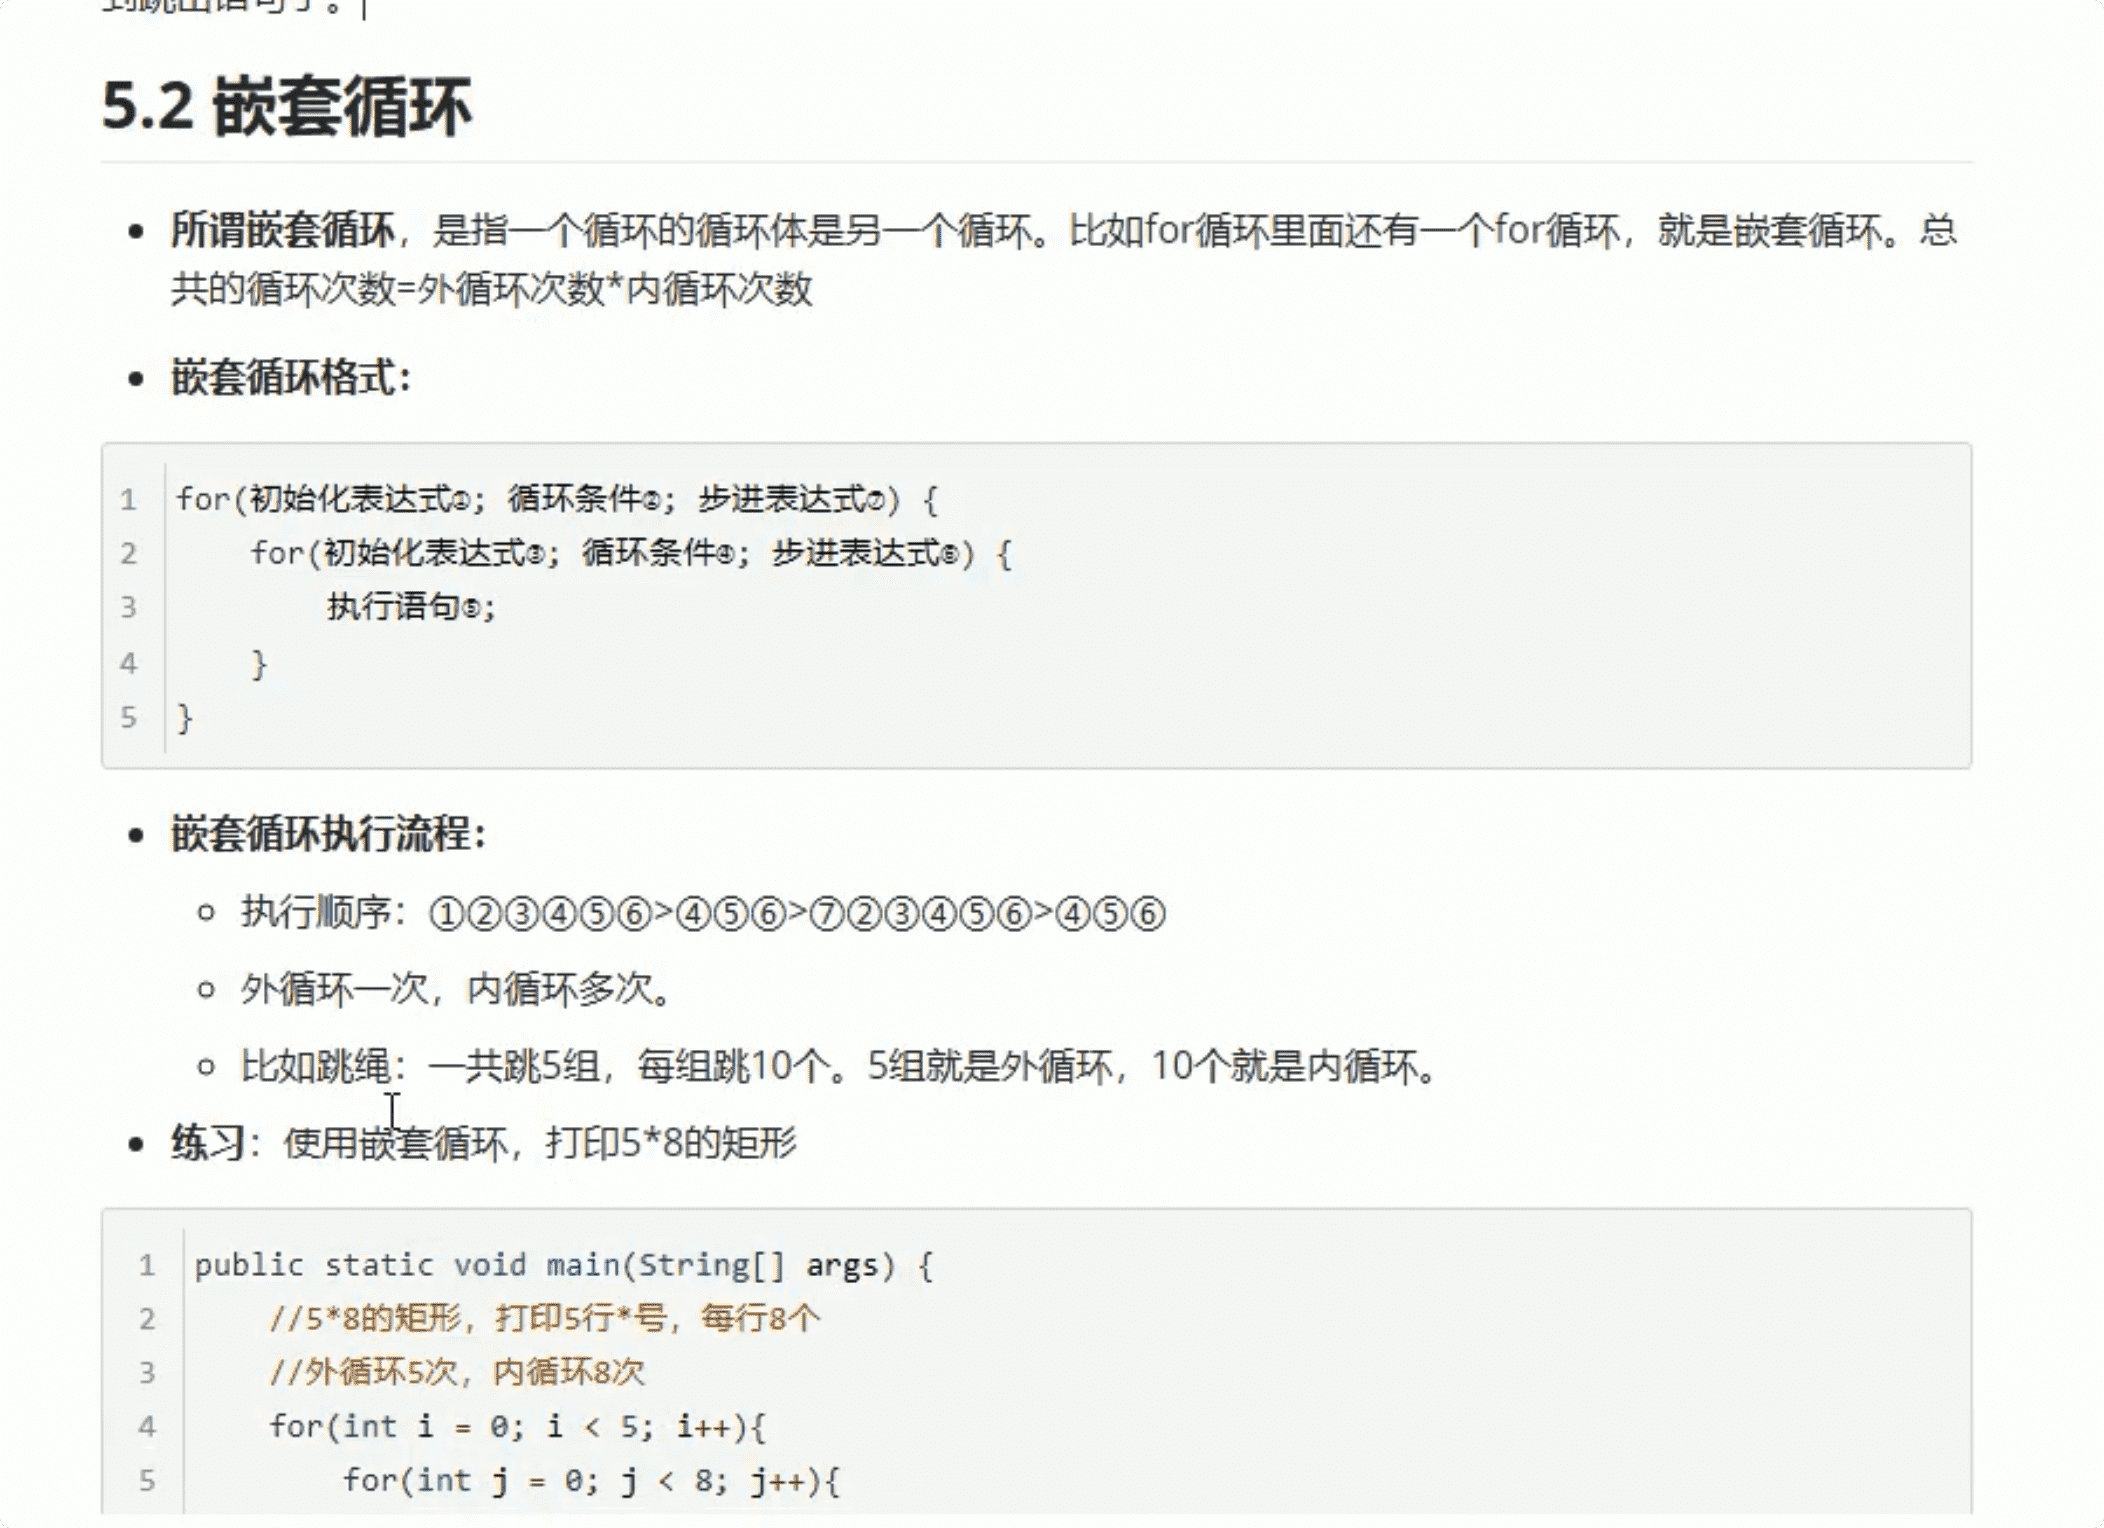 到跳出语句了。
5.2 嵌套循环
所谓嵌套循环，是指一个循环的循环体是另一个循环。比如for循环里面还有一个for循环，就是嵌套循环。总
共的循环次数=外循环次数*内循环次数
嵌套循环格式：
1 for(初始化表达式①; 循环条件②; 步进表达式⑦) {
2 for(初始化表达式③; 循环条件④; 步进表达式⑥) {
3 执行语句⑤;
4 }
5 }
嵌套循环执行流程：
执行顺序：①②③④⑤⑥>④⑤⑥>⑦②③④⑤⑥>④⑤⑥
外循环一次，内循环多次。
比如跳绳：一共跳5组，每组跳10个。5组就是外循环，10个就是内循环。
练习：使用嵌套循环，打印5*8的矩形
1 public static void main(String[] args) {
2 //5*8的矩形，打印5行*号，每行8个
3 //外循环5次，内循环8次
4 for(int i = 0; i < 5; i++){
5 for(int j = 0; j < 8; j++){